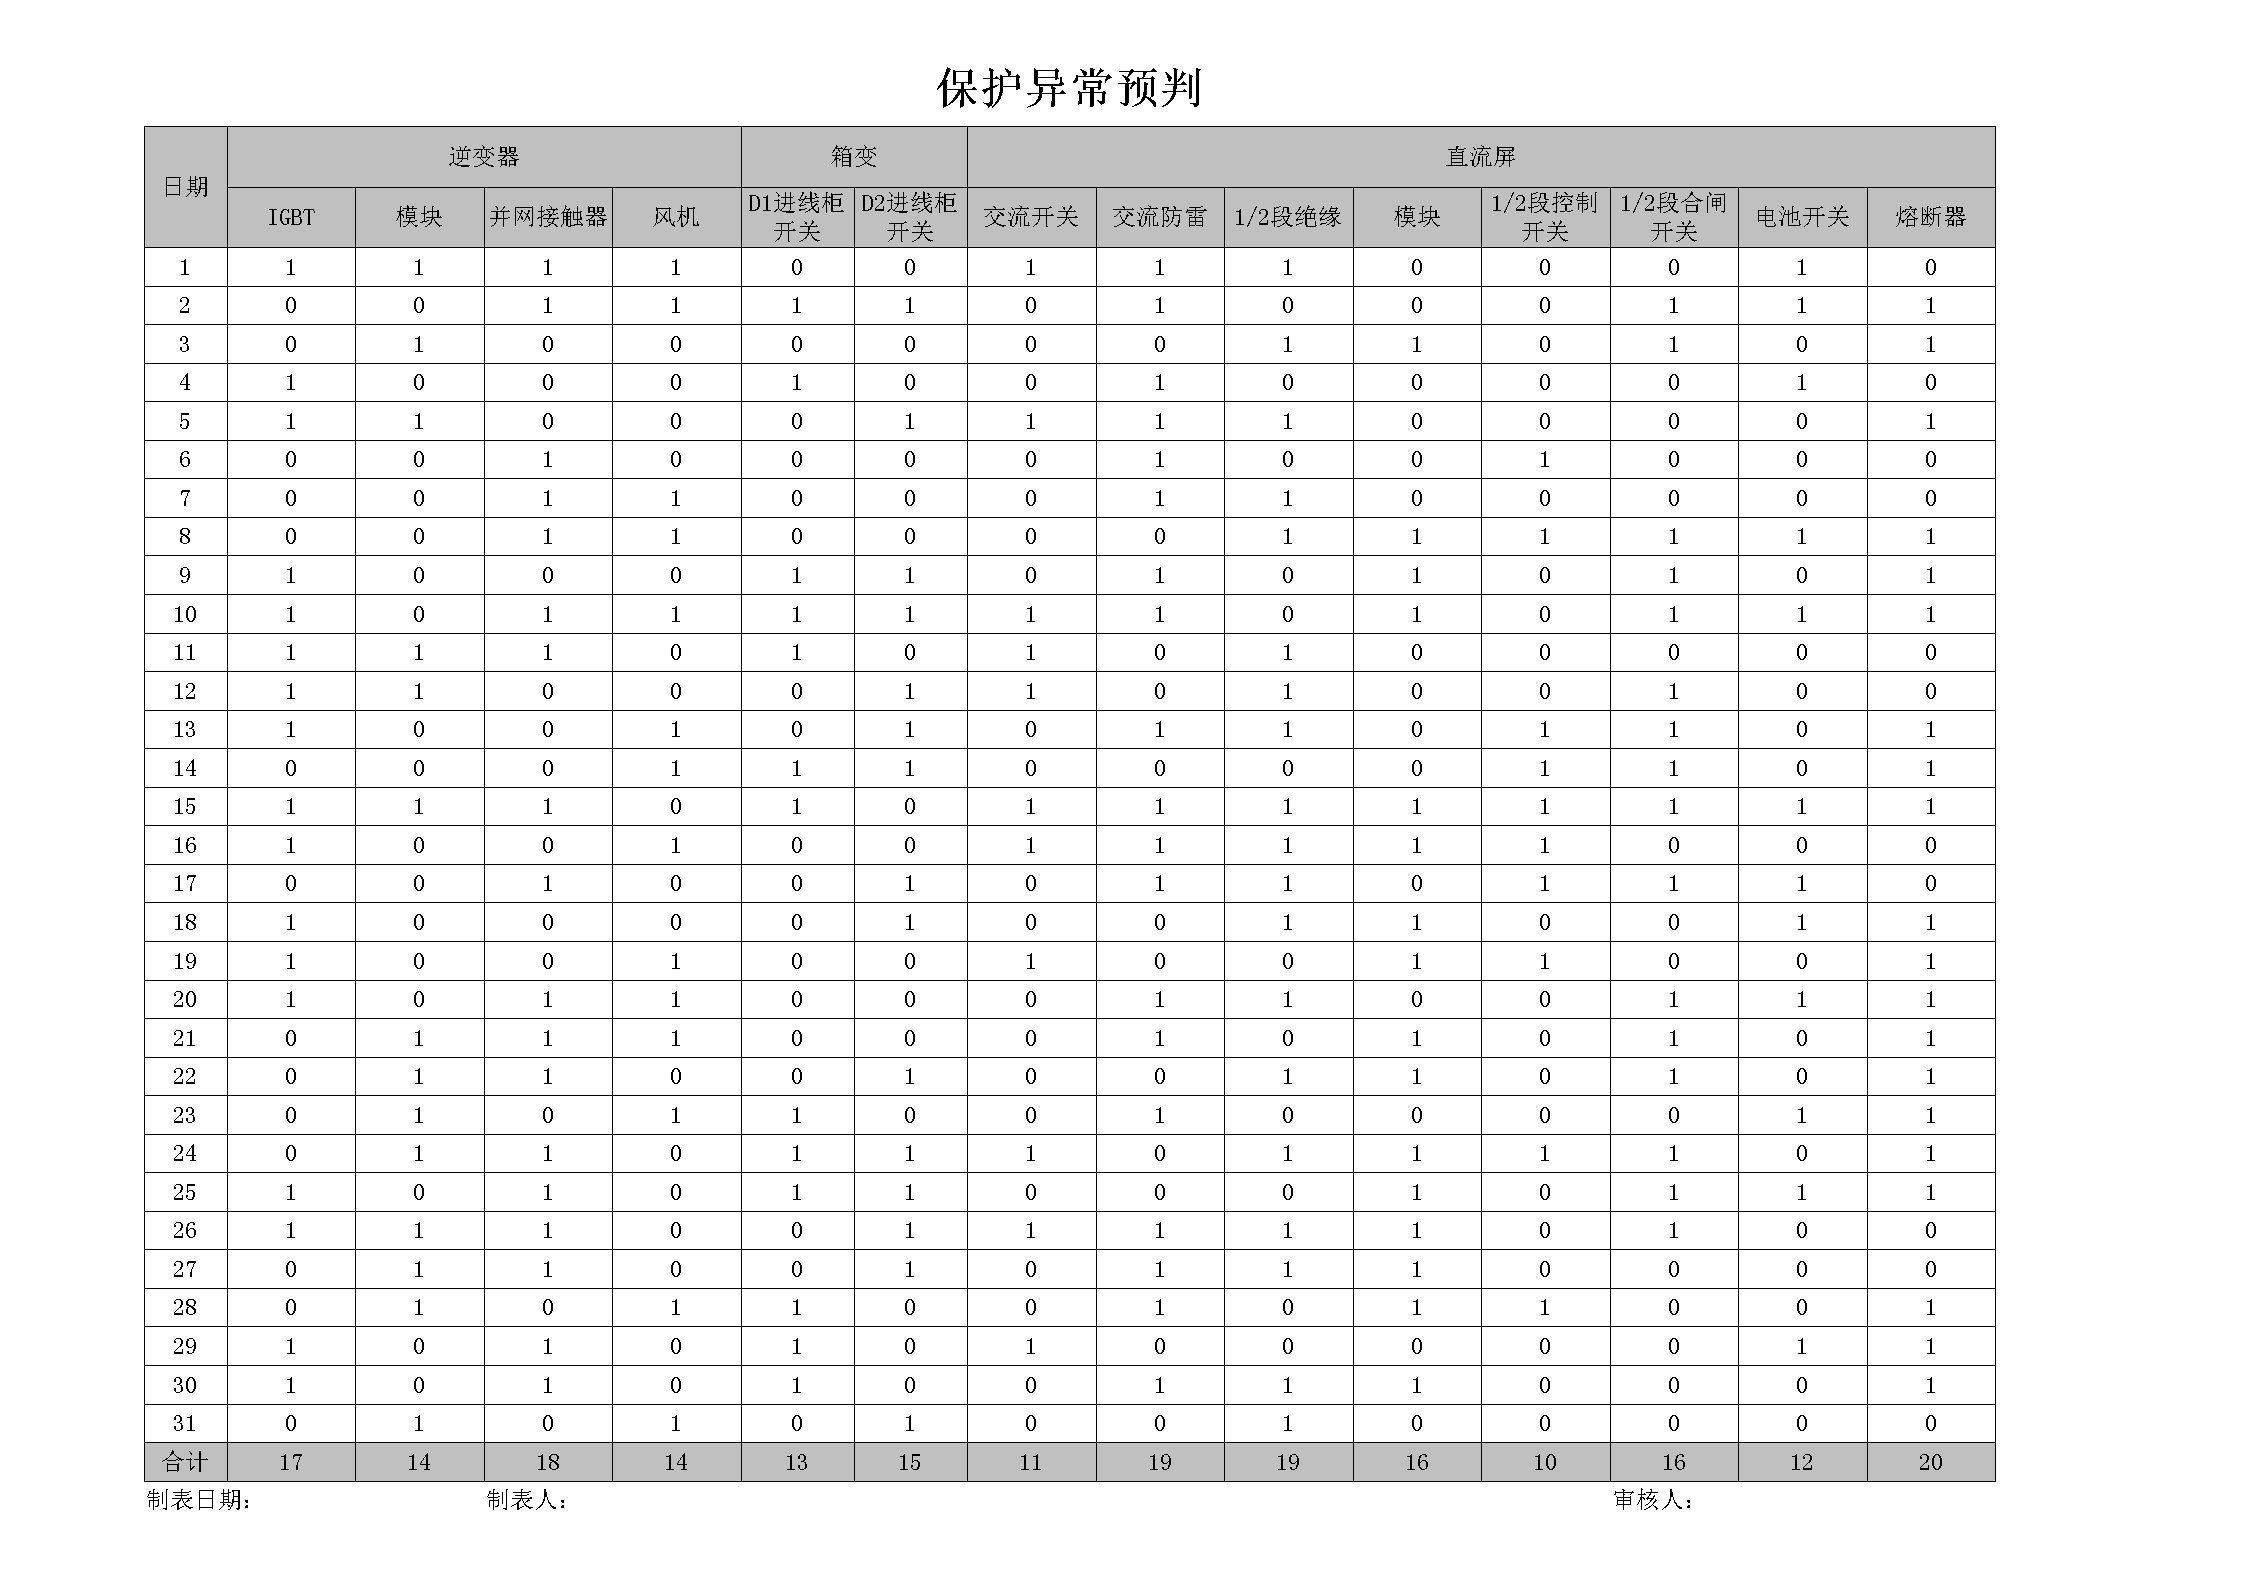 保护异常预判
日期 逆变器 箱变 直流屏
IGBT 模块 并网接触器 风机 D1进线柜开关 D2进线柜开关 交流开关 交流防雷 1/2段绝缘 模块 1/2段控制开关 1/2段合闸开关 电池开关 熔断器
1 1 1 1 1 0 0 1 1 1 0 0 0 1 0
2 0 0 1 1 1 1 0 1 0 0 0 1 1 1
3 0 1 0 0 0 0 0 0 1 1 0 1 0 1
4 1 0 0 0 1 0 0 1 0 0 0 0 1 0
5 1 1 0 0 0 1 1 1 1 0 0 0 0 1
6 0 0 1 0 0 0 0 1 0 0 1 0 0 0
7 0 0 1 1 0 0 0 1 1 0 0 0 0 0
8 0 0 1 1 0 0 0 0 1 1 1 1 1 1
9 1 0 0 0 1 1 0 1 0 1 0 1 0 1
10 1 0 1 1 1 1 1 1 0 1 0 1 1 1
11 1 1 1 0 1 0 1 0 1 0 0 0 0 0
12 1 1 0 0 0 1 1 0 1 0 0 1 0 0
13 1 0 0 1 0 1 0 1 1 0 1 1 0 1
14 0 0 0 1 1 1 0 0 0 0 1 1 0 1
15 1 1 1 0 1 0 1 1 1 1 1 1 1 1
16 1 0 0 1 0 0 1 1 1 1 1 0 0 0
17 0 0 1 0 0 1 0 1 1 0 1 1 1 0
18 1 0 0 0 0 1 0 0 1 1 0 0 1 1
19 1 0 0 1 0 0 1 0 0 1 1 0 0 1
20 1 0 1 1 0 0 0 1 1 0 0 1 1 1
21 0 1 1 1 0 0 0 1 0 1 0 1 0 1
22 0 1 1 0 0 1 0 0 1 1 0 1 0 1
23 0 1 0 1 1 0 0 1 0 0 0 0 1 1
24 0 1 1 0 1 1 1 0 1 1 1 1 0 1
25 1 0 1 0 1 1 0 0 0 1 0 1 1 1
26 1 1 1 0 0 1 1 1 1 1 0 1 0 0
27 0 1 1 0 0 1 0 1 1 1 0 0 0 0
28 0 1 0 1 1 0 0 1 0 1 1 0 0 1
29 1 0 1 0 1 0 1 0 0 0 0 0 1 1
30 1 0 1 0 1 0 0 1 1 1 0 0 0 1
31 0 1 0 1 0 1 0 0 1 0 0 0 0 0
合计 17 14 18 14 13 15 11 19 19 16 10 16 12 20
制表日期： 制表人： 审核人：